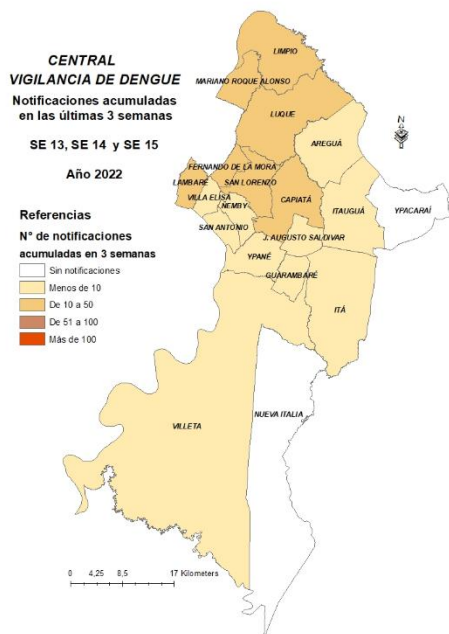 CENTRAL
VIGILANCIA DE DENGUE
Notificaciones acumuladas
en las últimas 3 semanas
SE 13, SE 14 y SE 15
Año 2022
Referencias
N° de notificaciones
acumuladas en 3 semanas
Sin notificaciones
Menos de 10
De 10 a 50
De 51 a 100
Más de 100
LIMPIO
MARIANO ROQUE ALONSO
LUQUE
AREGUÁ
N
FERNANDO DE LA MORA
LAMBARÉ
SAN LORENZO
VILLA ELISA
ÑEMBY
CAPIATÁ
ITAUGUÁ
YPACARAÍ
SAN ANTONIO
J. AUGUSTO SALDIVAR
YPANÉ
GUARAMBARÉ
ITÁ
VILLETA
NUEVA ITALIA
0 4,25 8,5 17 Kilometers